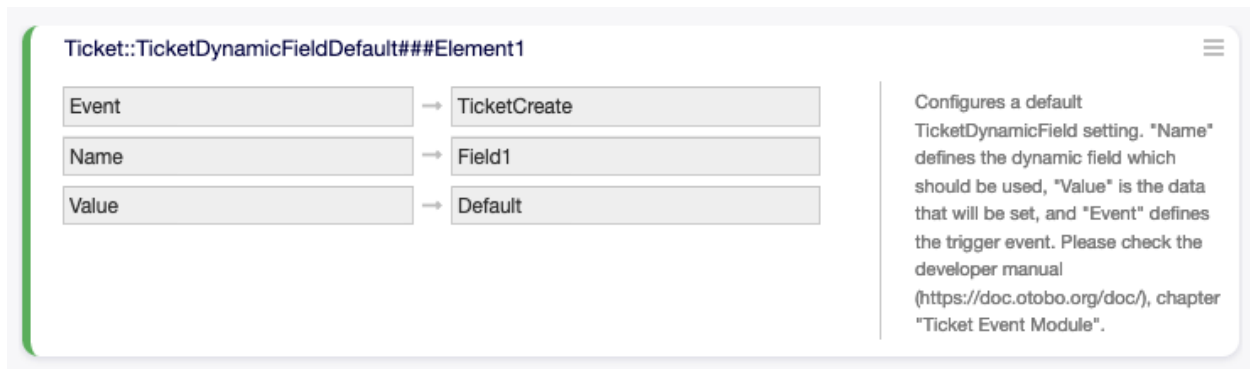 Ticket::TicketDynamicFieldDefault###Element1
Event → TicketCreate
Name → Field1
Value → Default
Configures a default
TicketDynamicField setting. "Name"
defines the dynamic field which
should be used, "Value" is the data
that will be set, and "Event" defines
the trigger event. Please check the
developer manual
(https://doc.otobo.org/doc/), chapter
"Ticket Event Module".